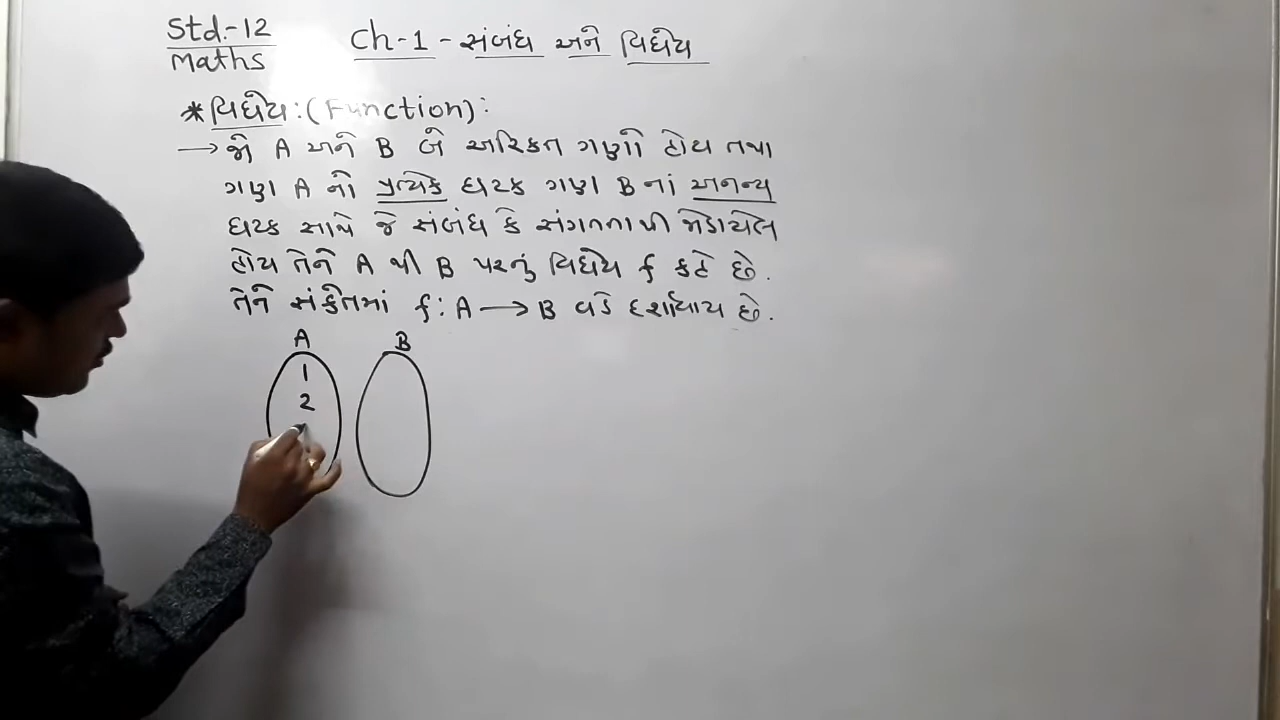 Std.-12
Maths
Ch-1 - સંબંધ અને વિધેય
* વિધેય : (Function) :
→ જો A અને B બે અરિક્ત ગણો હોય તથા
ગણ A નો પ્રત્યેક ઘટક ગણ B નાં અનન્ય
ઘટક સાથે જે સંબંધ કે સંગતતાથી જોડાયેલ
હોય તેને A થી B પરનું વિધેય f કહે છે.
તેને સંકેતમાં f : A → B વડે દર્શાવાય છે.
A B
1
2